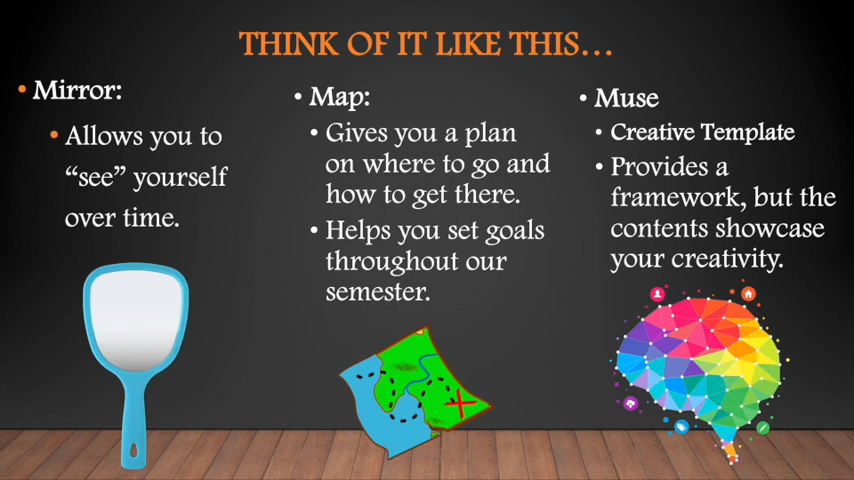 THINK OF IT LIKE THIS…
• Mirror:
• Allows you to
“see” yourself
over time.
• Map:
• Gives you a plan
on where to go and
how to get there.
• Helps you set goals
throughout our
semester.
• Muse
• Creative Template
• Provides a
framework, but the
contents showcase
your creativity.